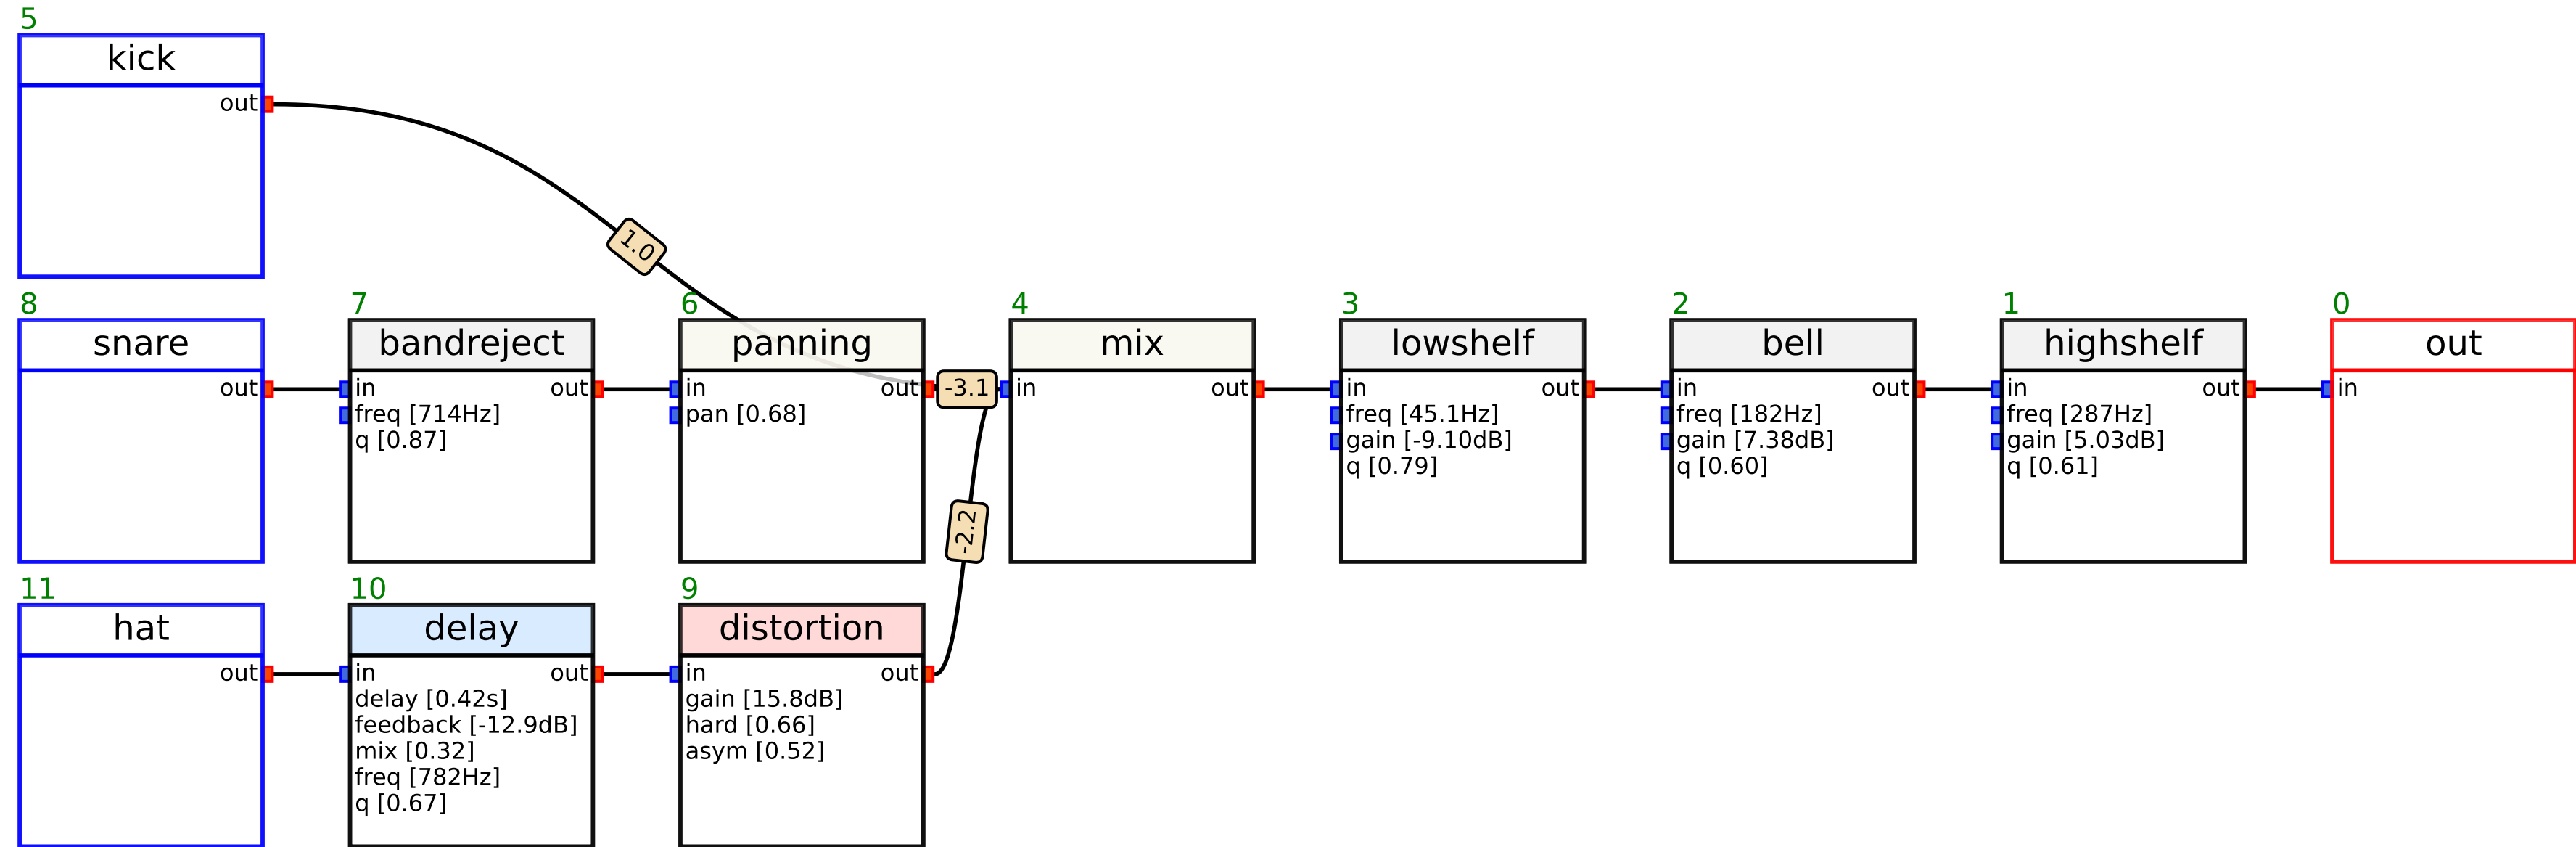 5
kick
out
1.0
8
snare
out
7
bandreject
in out
freq [714Hz]
q [0.87]
6
panning
in out
pan [0.68]
-3.1
4
mix
in out
3
lowshelf
in out
freq [45.1Hz]
gain [-9.10dB]
q [0.79]
2
bell
in out
freq [182Hz]
gain [7.38dB]
q [0.60]
1
highshelf
in out
freq [287Hz]
gain [5.03dB]
q [0.61]
0
out
in
-2.2
11
hat
out
10
delay
in out
delay [0.42s]
feedback [-12.9dB]
mix [0.32]
freq [782Hz]
q [0.67]
9
distortion
in out
gain [15.8dB]
hard [0.66]
asym [0.52]